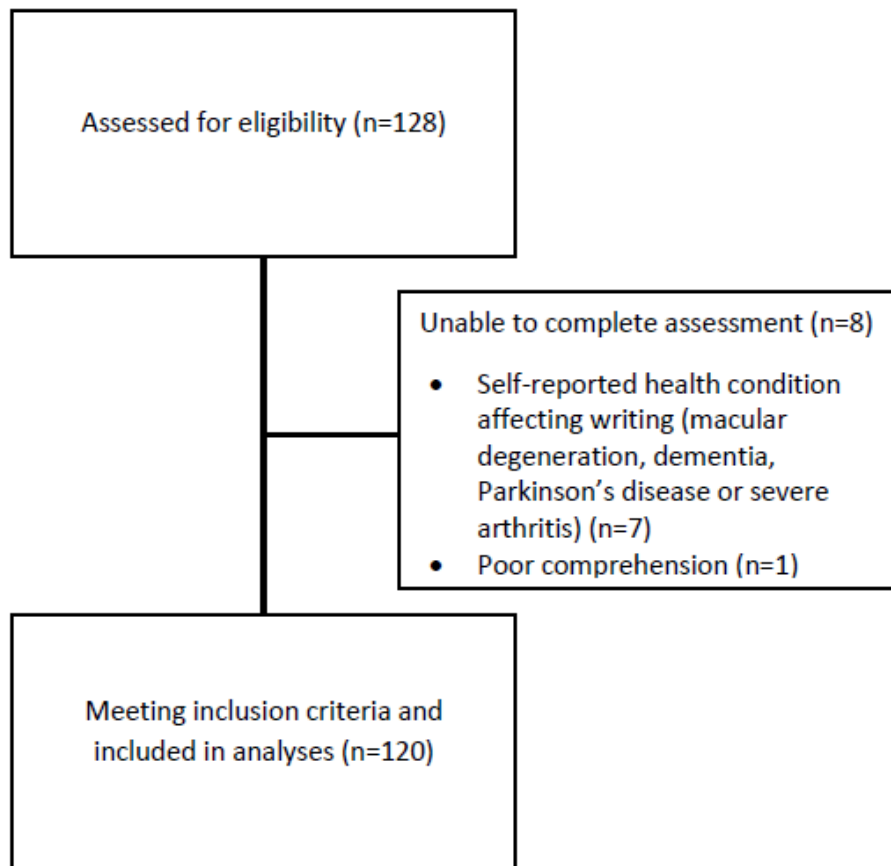 Assessed for eligibility (n=128)
Unable to complete assessment (n=8)
• Self-reported health condition
affecting writing (macular
degeneration, dementia,
Parkinson’s disease or severe
arthritis) (n=7)
• Poor comprehension (n=1)
Meeting inclusion criteria and
included in analyses (n=120)